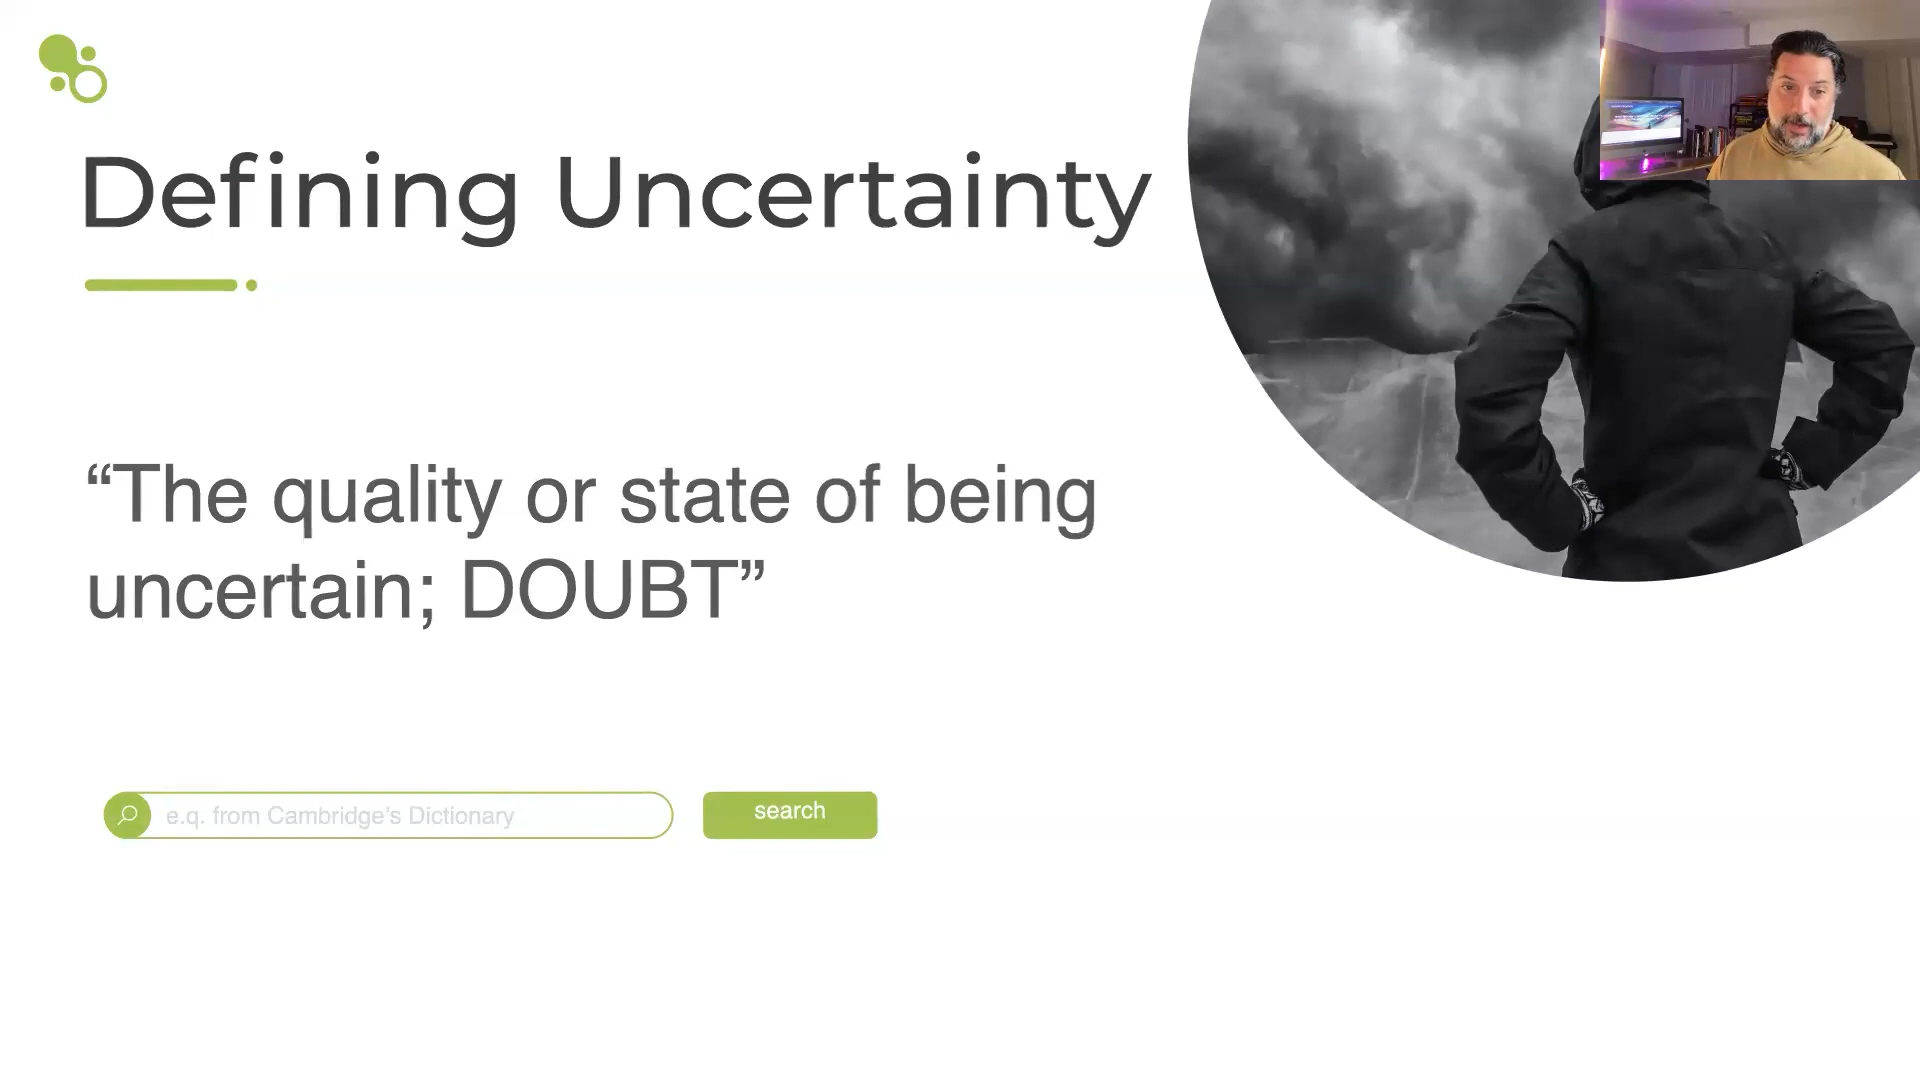 Defining Uncertainty
“The quality or state of being
uncertain; DOUBT”
e.q. from Cambridge’s Dictionary
search